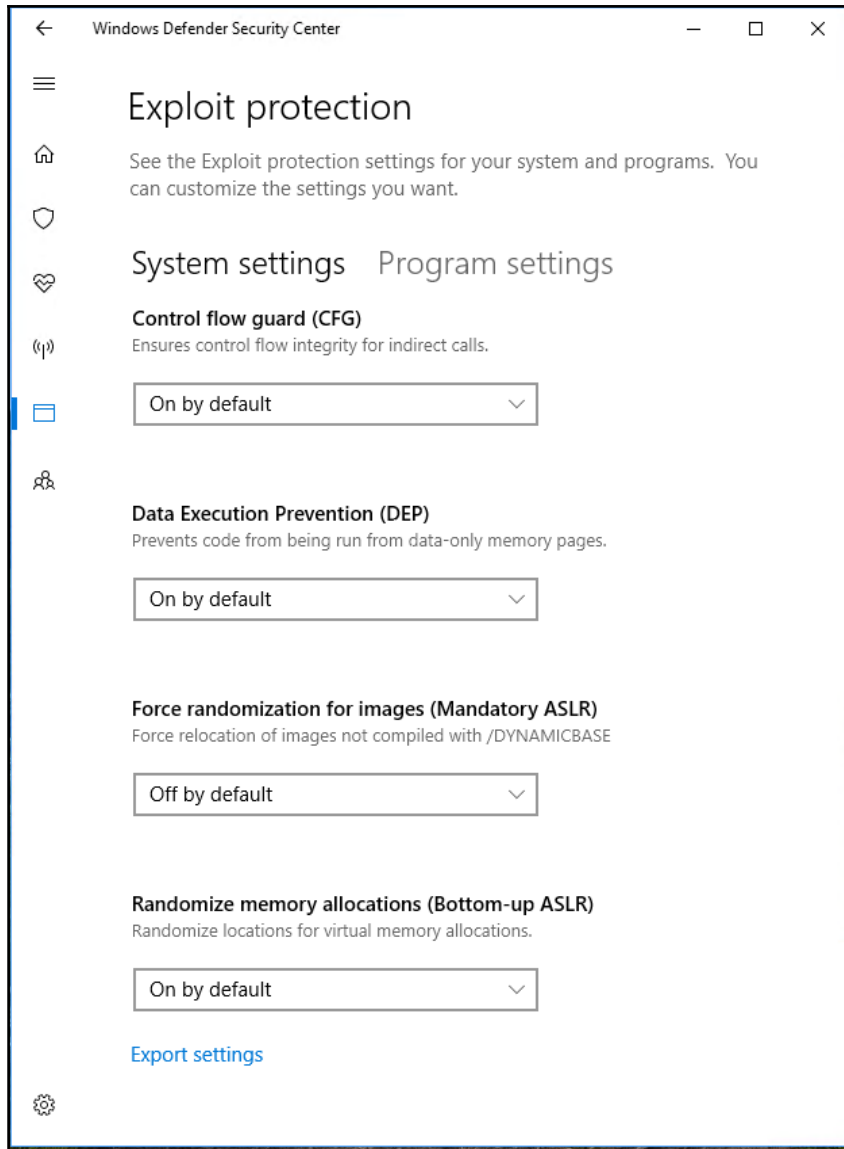 Windows Defender Security Center
Exploit protection
See the Exploit protection settings for your system and programs.  You
can customize the settings you want.
System settings    Program settings
Control flow guard (CFG)
Ensures control flow integrity for indirect calls.
On by default
Data Execution Prevention (DEP)
Prevents code from being run from data-only memory pages.
On by default
Force randomization for images (Mandatory ASLR)
Force relocation of images not compiled with /DYNAMICBASE
Off by default
Randomize memory allocations (Bottom-up ASLR)
Randomize locations for virtual memory allocations.
On by default
Export settings